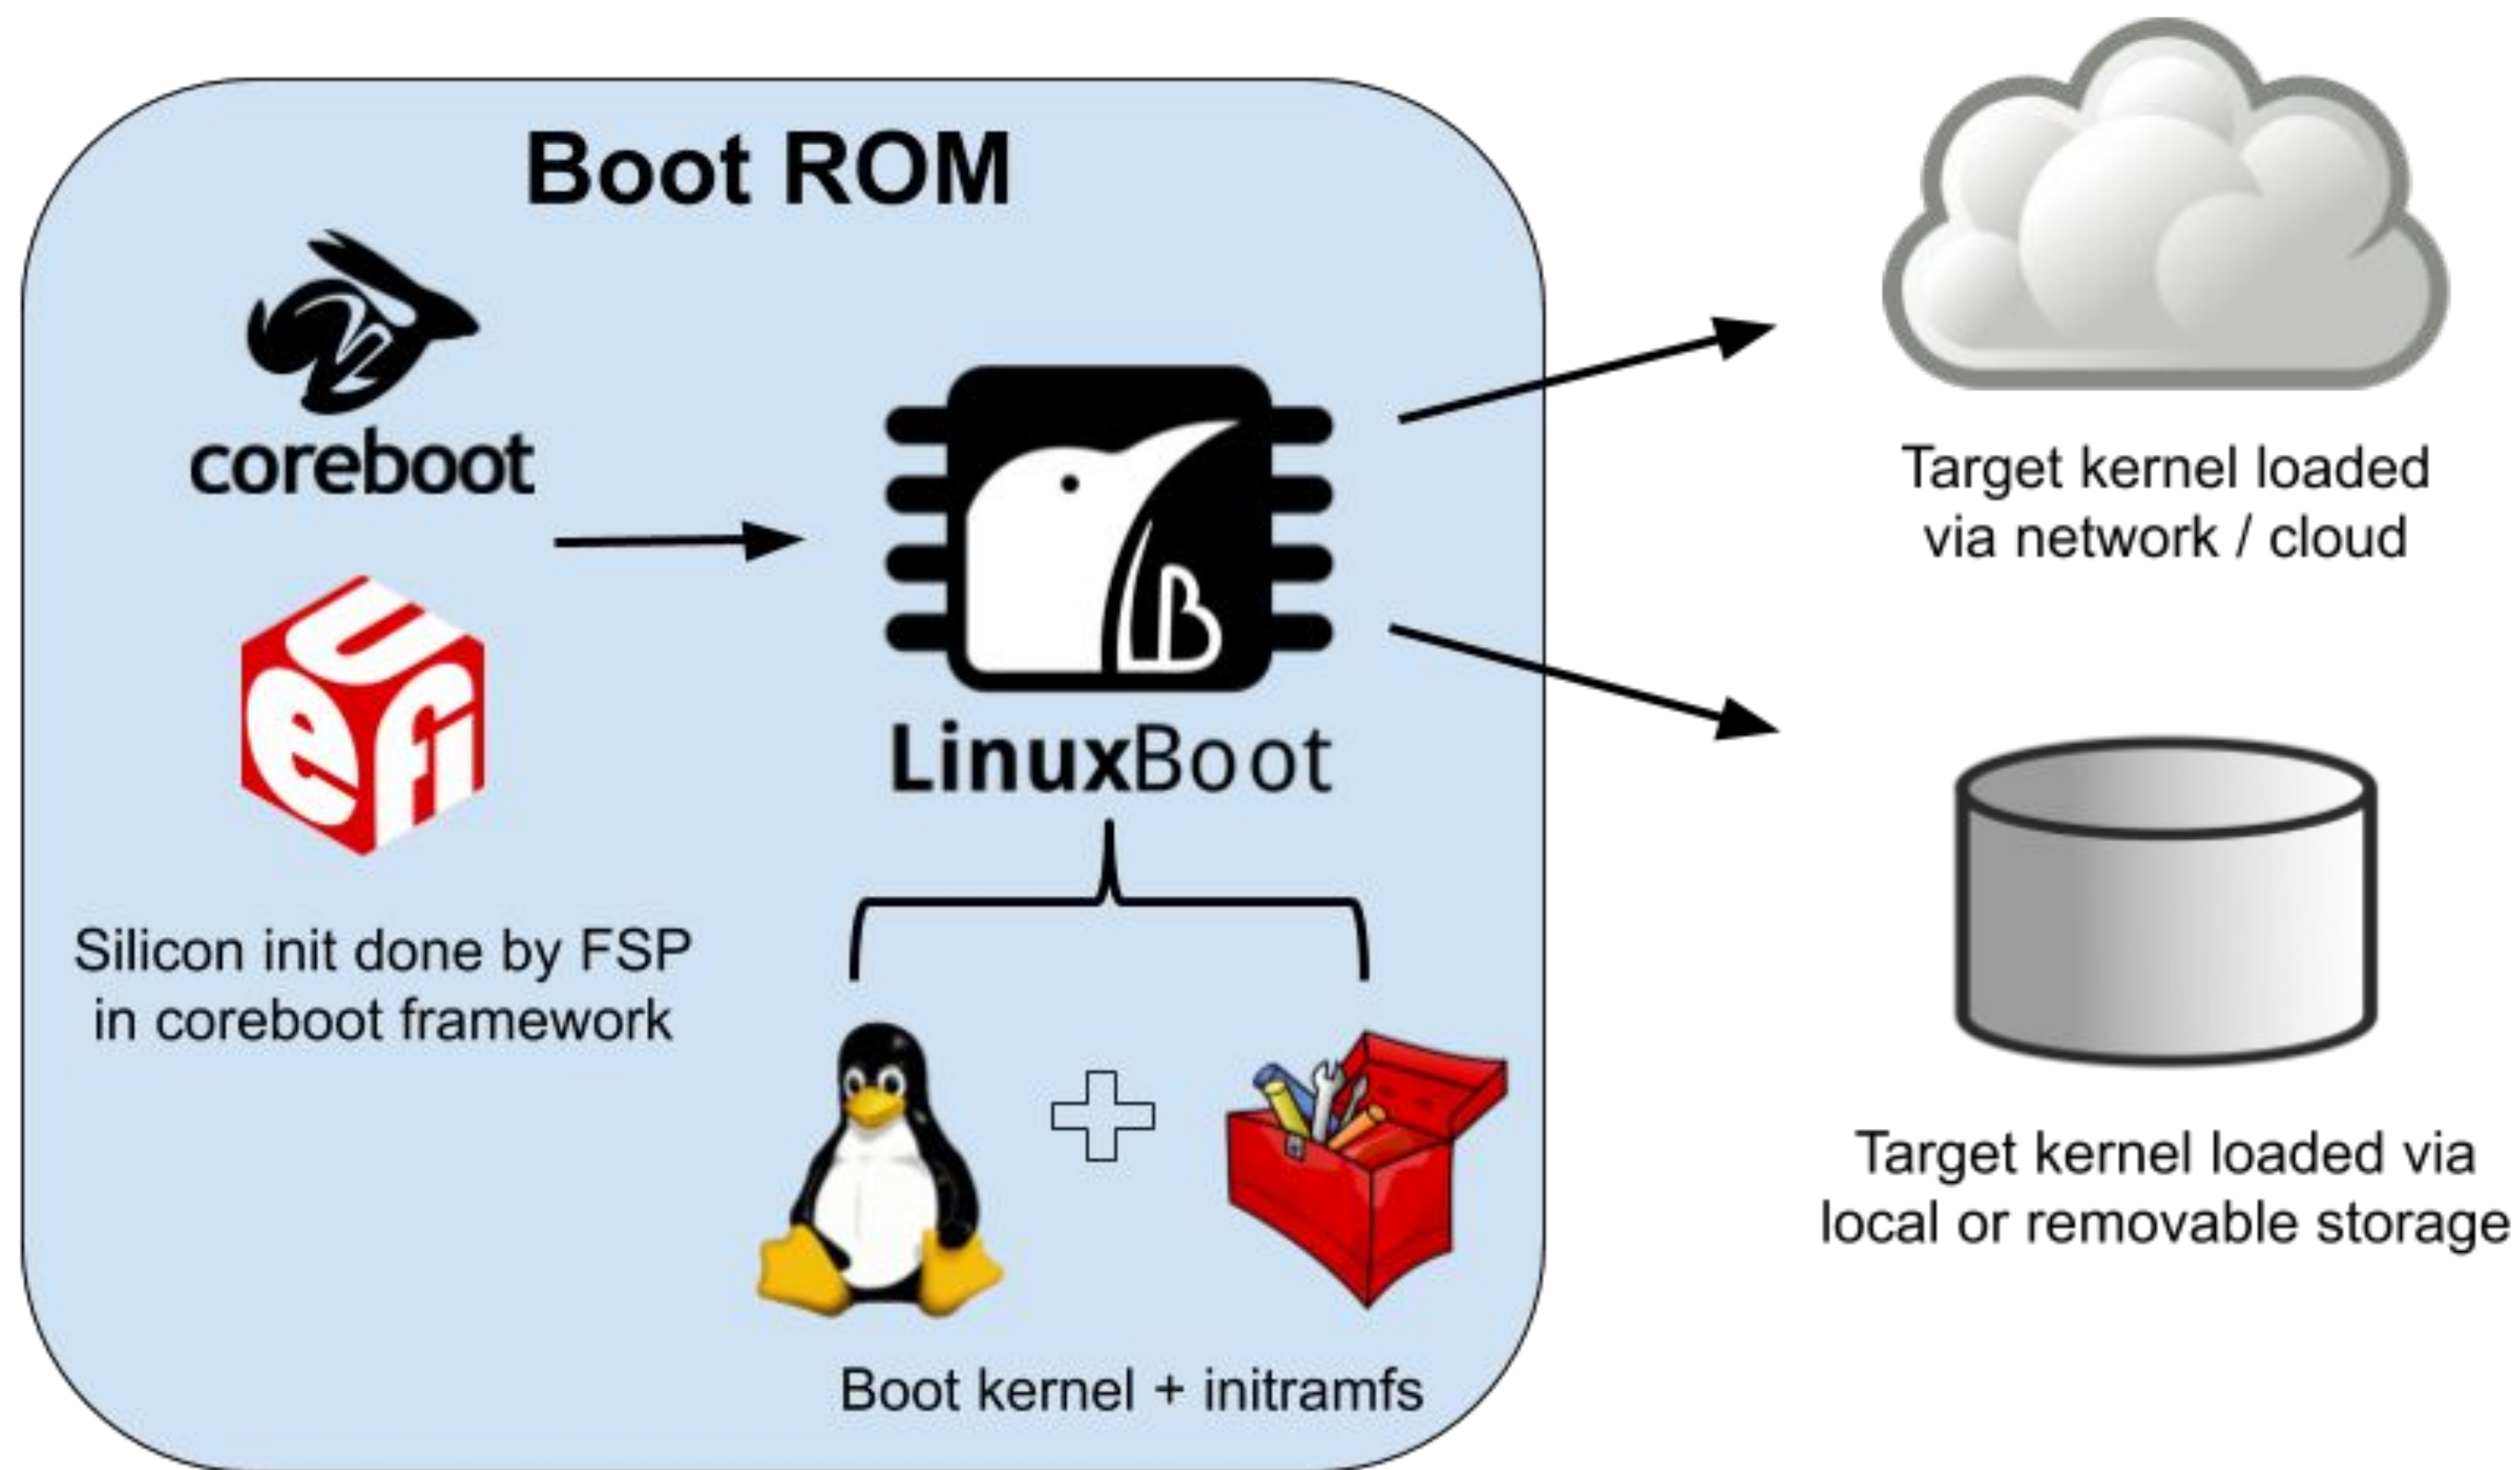 Boot ROM
coreboot
uefi
Silicon init done by FSP
in coreboot framework
B
LinuxBoot
Boot kernel + initramfs
Target kernel loaded
via network / cloud
Target kernel loaded via
local or removable storage